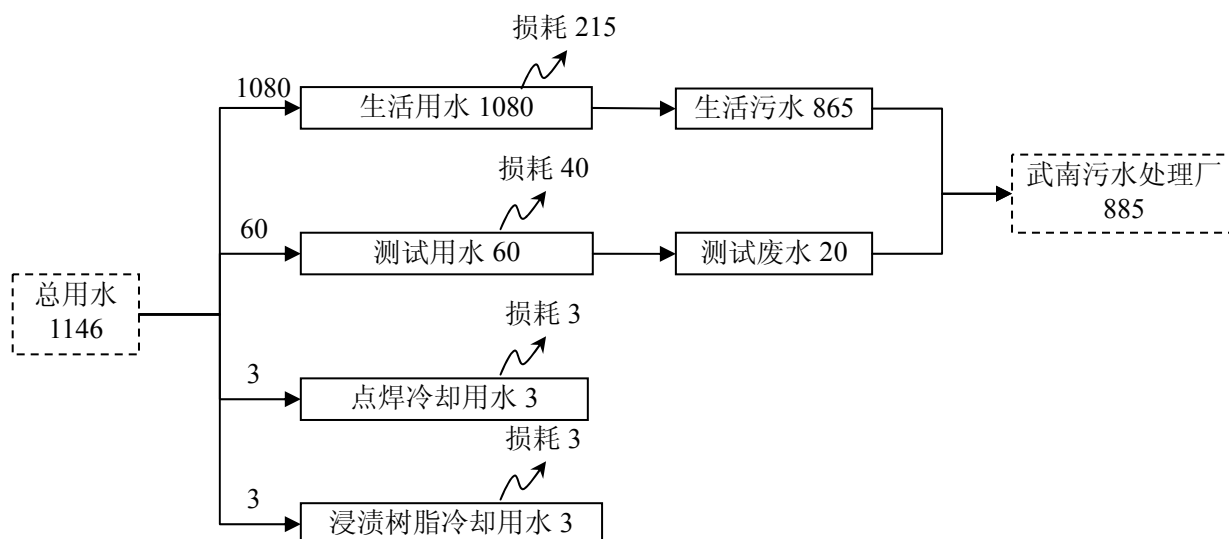 损耗 215
1080
生活用水 1080
生活污水 865
损耗 40
武南污水处理厂
885
60
测试用水 60
测试废水 20
总用水
1146
损耗 3
3
点焊冷却用水 3
损耗 3
3
浸渍树脂冷却用水 3